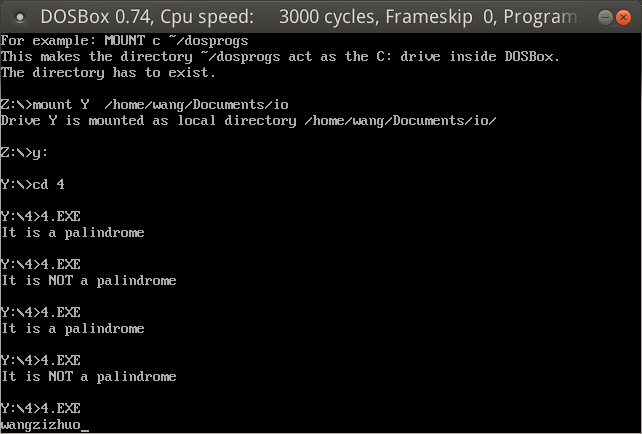 DOSBox 0.74, Cpu speed: 3000 cycles, Frameskip 0, Program
For example: MOUNT c ~/dosprogs
This makes the directory ~/dosprogs act as the C: drive inside DOSBox.
The directory has to exist.
Z:\>mount Y /home/wang/Documents/io
Drive Y is mounted as local directory /home/wang/Documents/io/
Z:\>y:
Y:\>cd 4
Y:\4>4.EXE
It is a palindrome
Y:\4>4.EXE
It is NOT a palindrome
Y:\4>4.EXE
It is a palindrome
Y:\4>4.EXE
It is NOT a palindrome
Y:\4>4.EXE
wangzizhuo_